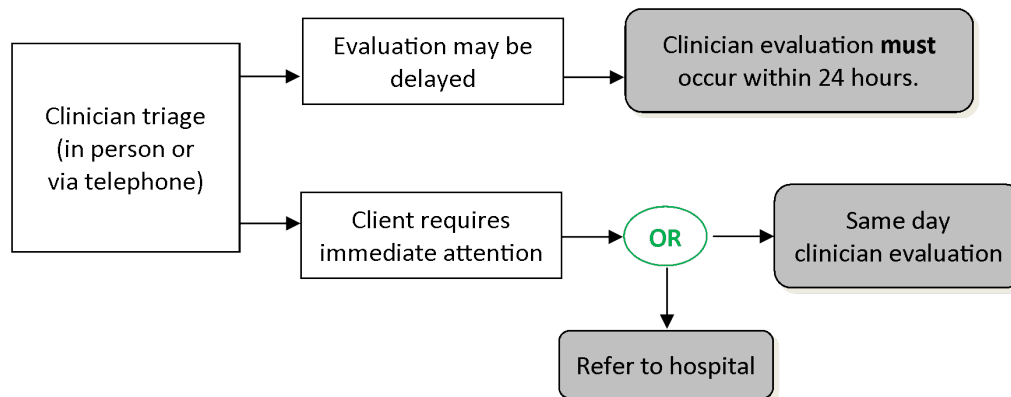 Clinician triage
(in person or
via telephone)
Evaluation may be
delayed
Clinician evaluation must
occur within 24 hours.
Client requires
immediate attention
OR
Same day
clinician evaluation
Refer to hospital